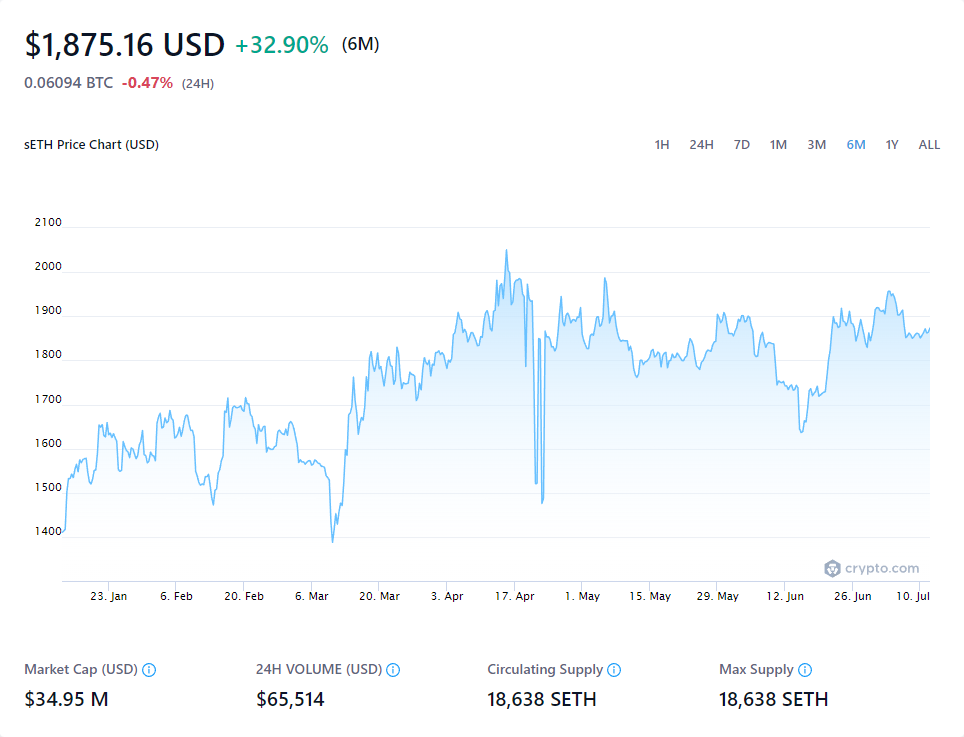 $1,875.16 USD +32.90% (6M)
0.06094 BTC -0.47% (24H)
sETH Price Chart (USD) 1H 24H 7D 1M 3M 6M 1Y ALL
2100
2000
1900
1800
1700
1600
1500
1400
crypto.com
23. Jan 6. Feb 20. Feb 6. Mar 20. Mar 3. Apr 17. Apr 1. May 15. May 29. May 12. Jun 26. Jun 10. Jul
Market Cap (USD) 24H VOLUME (USD) Circulating Supply Max Supply
$34.95 M $65,514 18,638 SETH 18,638 SETH